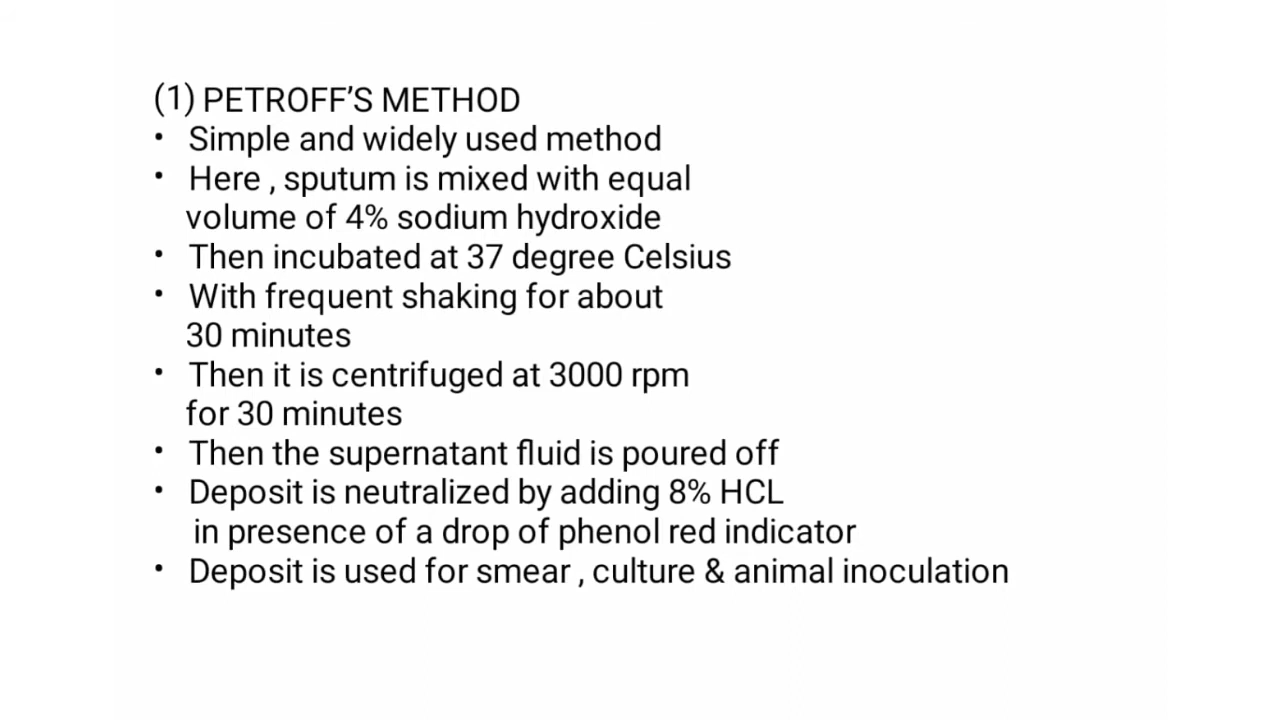 (1) PETROFF’S METHOD
• Simple and widely used method
• Here , sputum is mixed with equal
volume of 4% sodium hydroxide
• Then incubated at 37 degree Celsius
• With frequent shaking for about
30 minutes
• Then it is centrifuged at 3000 rpm
for 30 minutes
• Then the supernatant fluid is poured off
• Deposit is neutralized by adding 8% HCL
in presence of a drop of phenol red indicator
• Deposit is used for smear , culture & animal inoculation